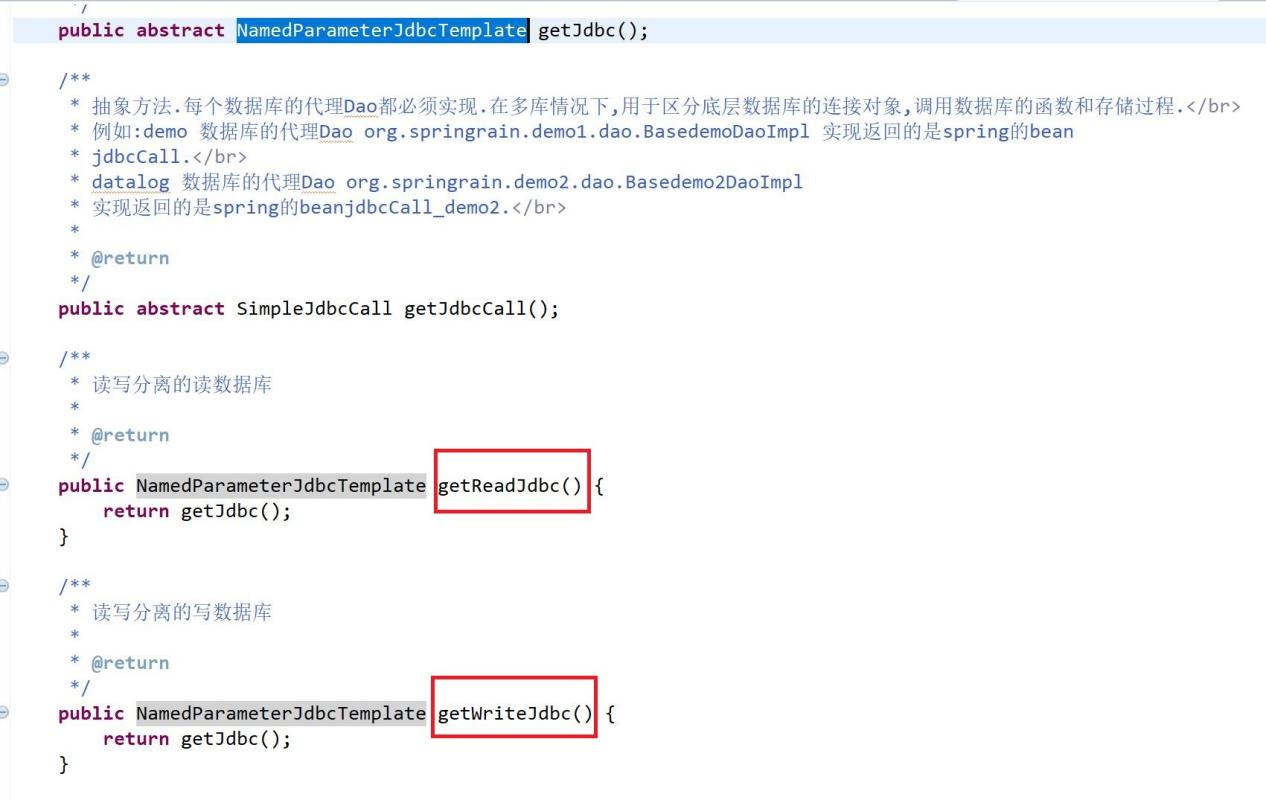 */
public abstract NamedParameterJdbcTemplate getJdbc();
/**
* 抽象方法.每个数据库的代理Dao都必须实现.在多库情况下,用于区分底层数据库的连接对象,调用数据库的函数和存储过程.</br>
* 例如:demo 数据库的代理Dao org.springrain.demo1.dao.BasedemoDaoImpl 实现返回的是spring的bean
* jdbcCall.</br>
* datalog 数据库的代理Dao org.springrain.demo2.dao.Basedemo2DaoImpl
* 实现返回的是spring的beanjdbcCall_demo2.</br>
*
* @return
*/
public abstract SimpleJdbcCall getJdbcCall();
/**
* 读写分离的读数据库
*
* @return
*/
public NamedParameterJdbcTemplate getReadJdbc() {
return getJdbc();
}
/**
* 读写分离的写数据库
*
* @return
*/
public NamedParameterJdbcTemplate getWriteJdbc() {
return getJdbc();
}